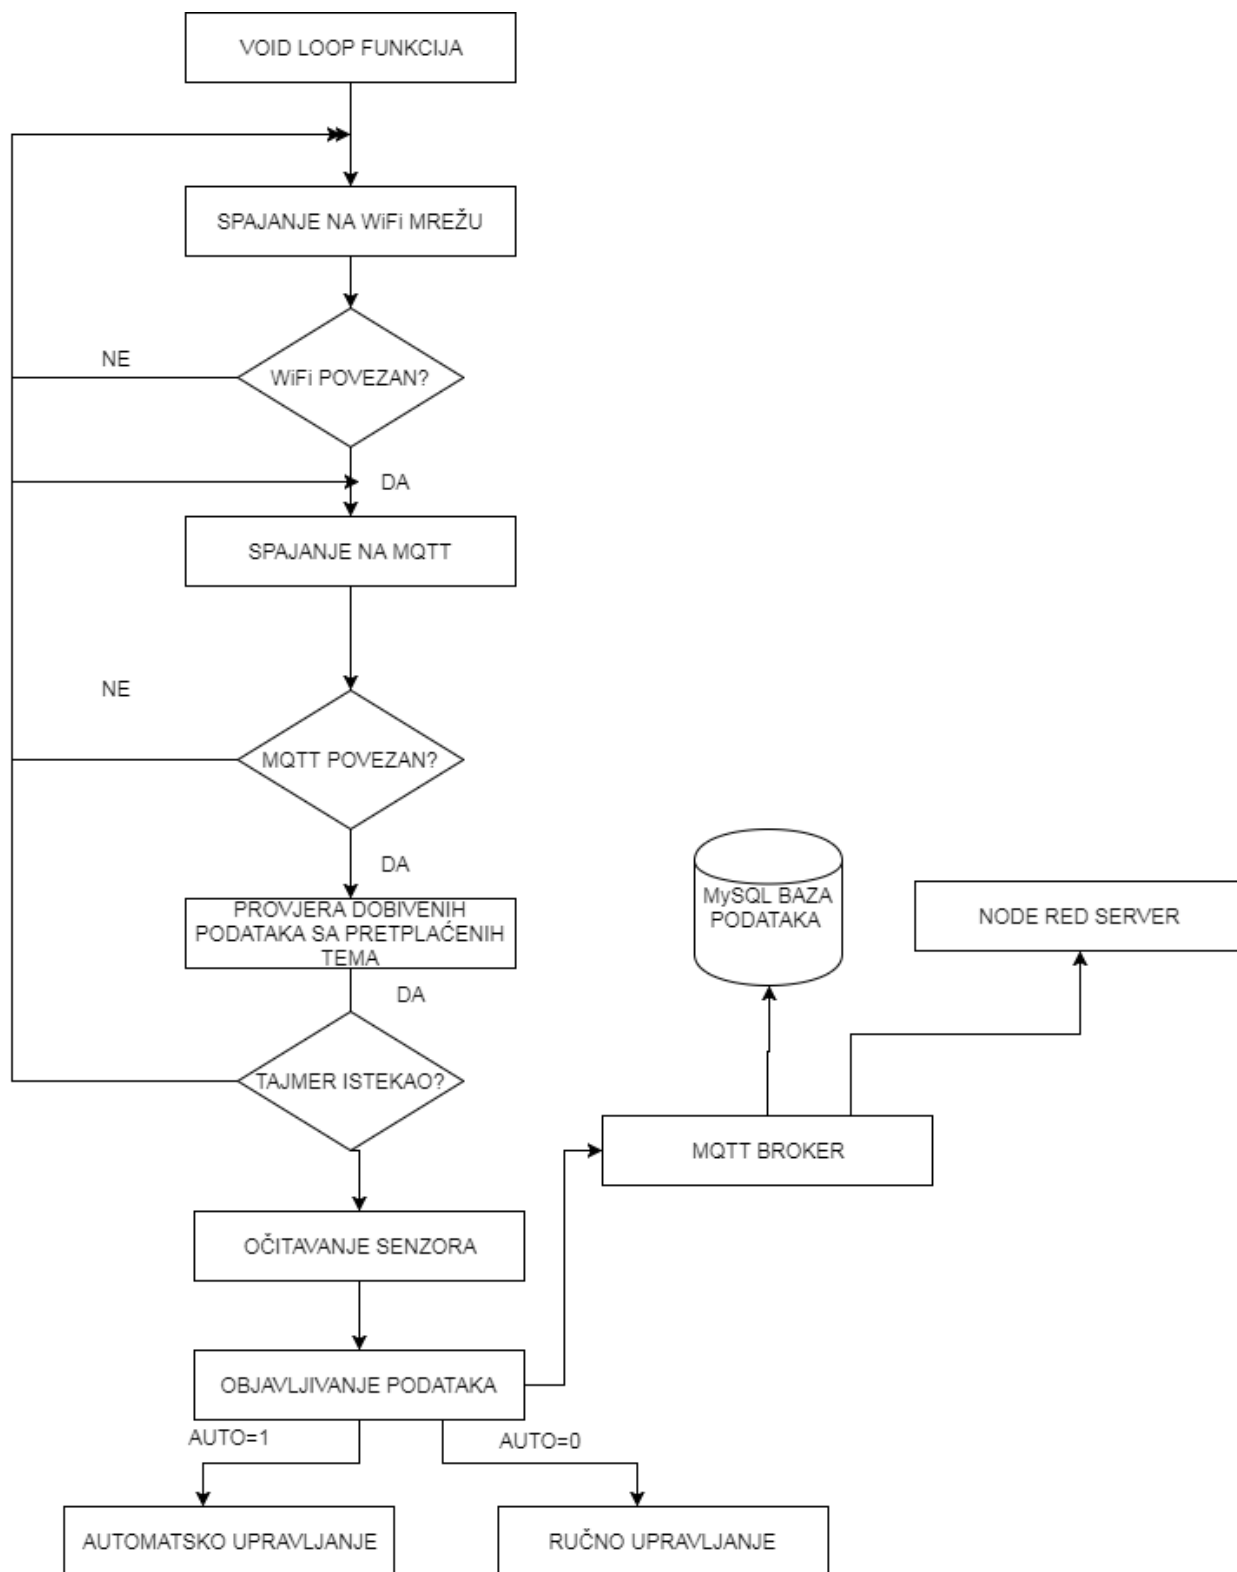 VOID LOOP FUNKCIJA
SPAJANJE NA WiFi MREŽU
NE
WiFi POVEZAN?
DA
SPAJANJE NA MQTT
NE
MQTT POVEZAN?
DA
PROVJERA DOBIVENIH
PODATAKA SA PRETPLAĆENIH
TEMA
MySQL BAZA
PODATAKA
NODE RED SERVER
DA
TAJMER ISTEKAO?
MQTT BROKER
OČITAVANJE SENZORA
OBJAVLJIVANJE PODATAKA
AUTO=1
AUTO=0
AUTOMATSKO UPRAVLJANJE
RUČNO UPRAVLJANJE